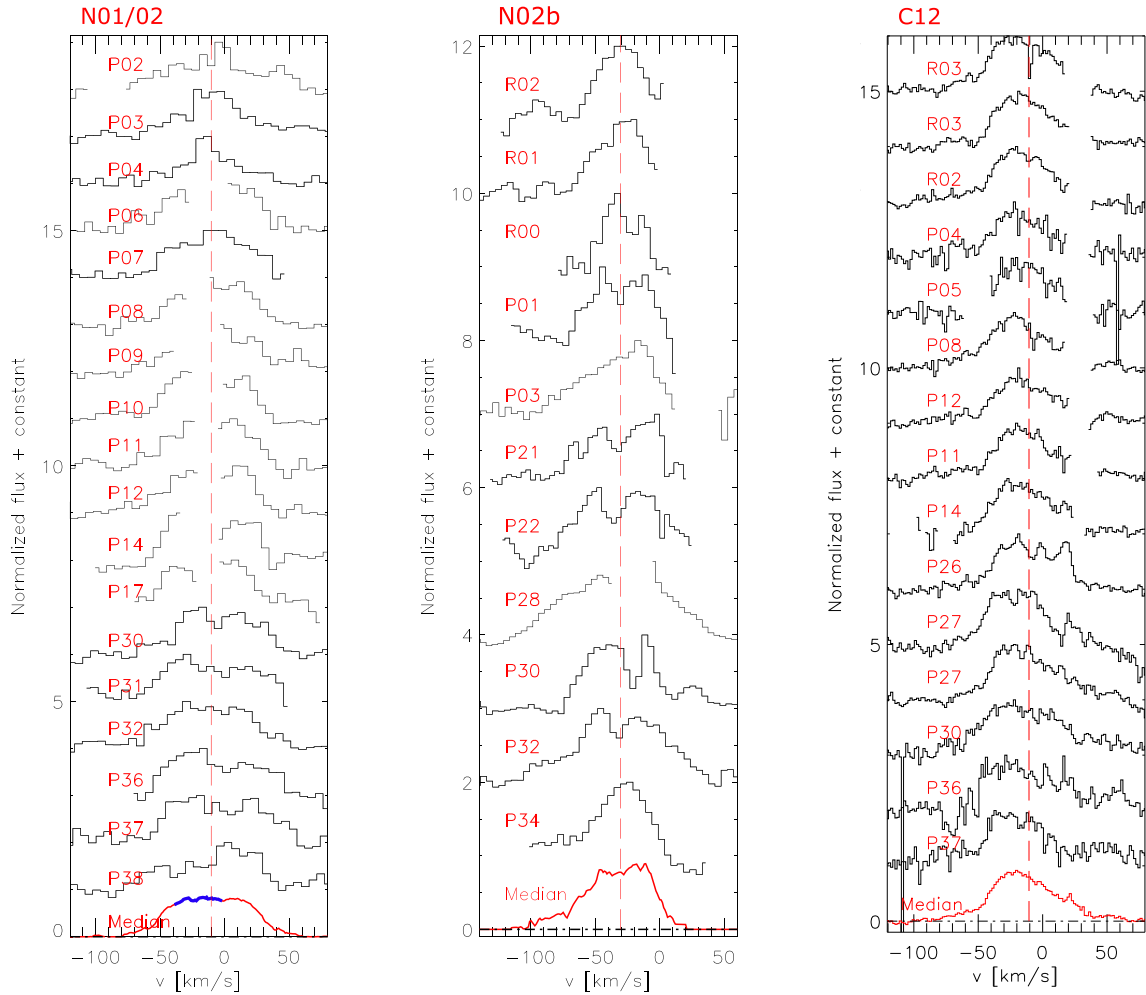 N01/02
N02b
C12
P02
P03
P04
P06
P07
P08
P09
P10
P11
P12
P14
P17
P30
P31
P32
P36
P37
P38
Median
15
10
5
0
Normalized flux + constant
−100
−50
0
50
v [km/s]
R02
R01
R00
P01
P03
P21
P22
P28
P30
P32
P34
Median
12
10
8
6
4
2
0
Normalized flux + constant
−100
−50
0
50
v [km/s]
R03
R03
R02
P04
P05
P08
P12
P11
P14
P26
P27
P27
P30
P36
P37
Median
15
10
5
0
Normalized flux + constant
−100
−50
0
50
v [km/s]